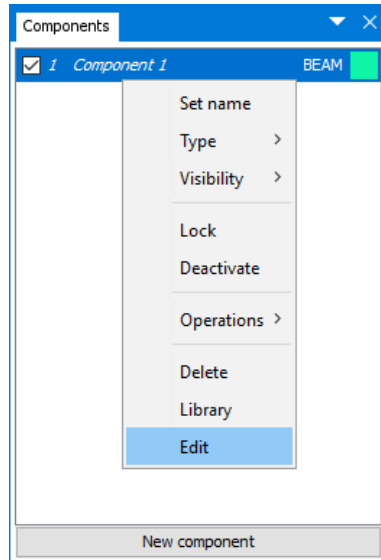 Components
1 Component 1 BEAM
Set name
Type
Visibility
Lock
Deactivate
Operations
Delete
Library
Edit
New component